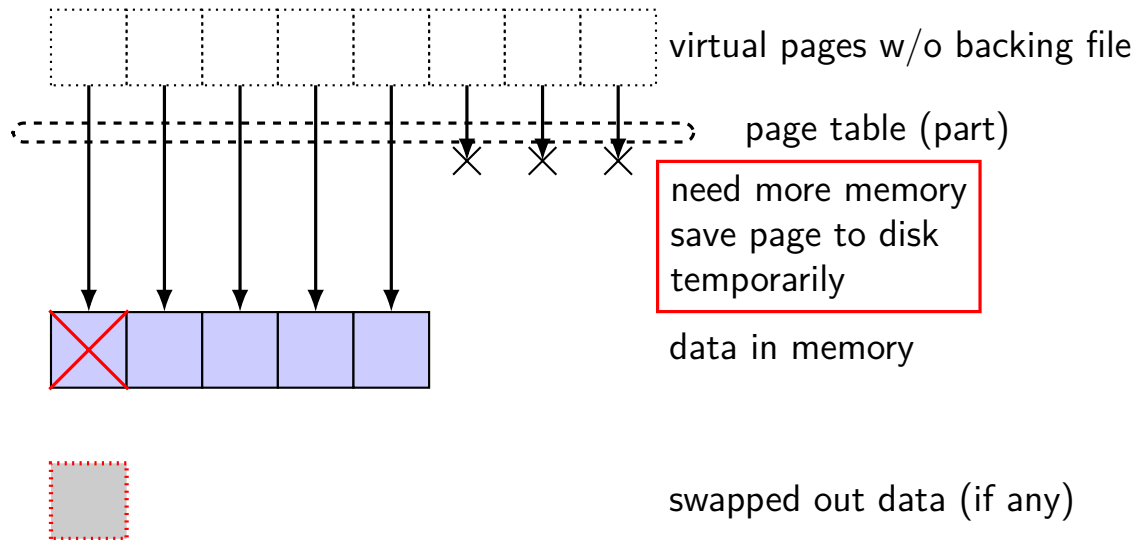 virtual pages w/o backing file
page table (part)
need more memory
save page to disk
temporarily
data in memory
swapped out data (if any)